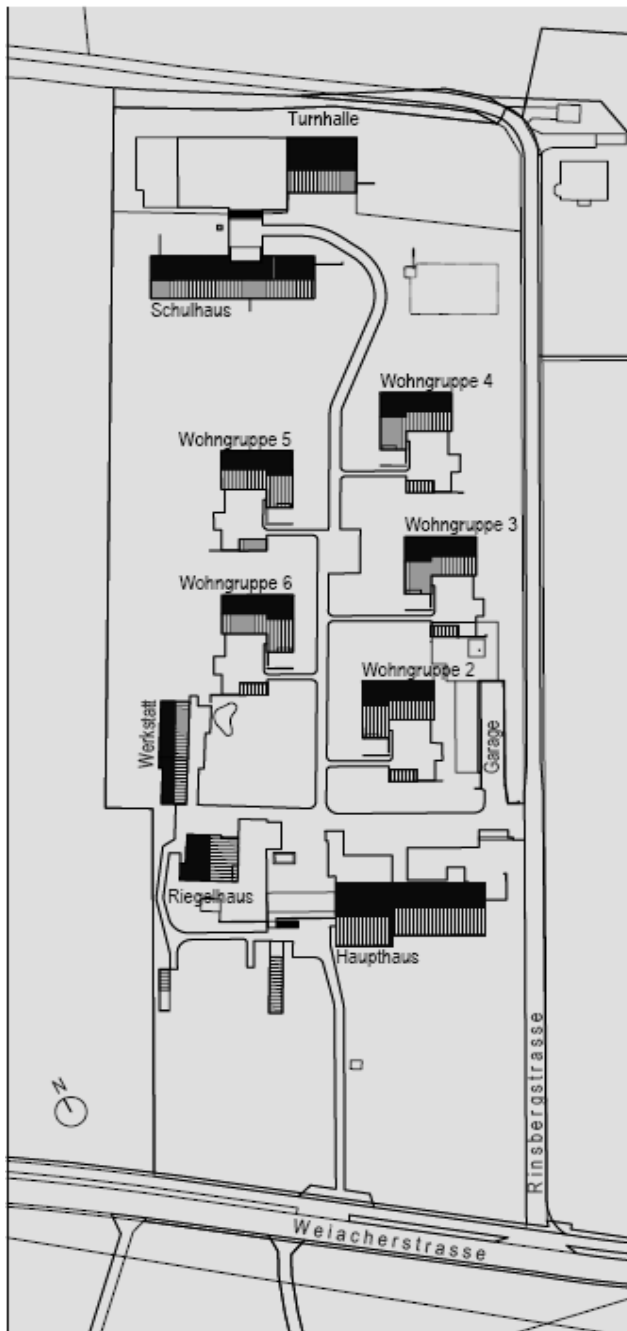 Turnhalle
Schulhaus
Wohngruppe 4
Wohngruppe 5
Wohngruppe 3
Wohngruppe 6
Wohngruppe 2
Werkstatt
Garage
Riegelhaus
Haupthaus
Rinsbergstrasse
N
Weiacherstrasse